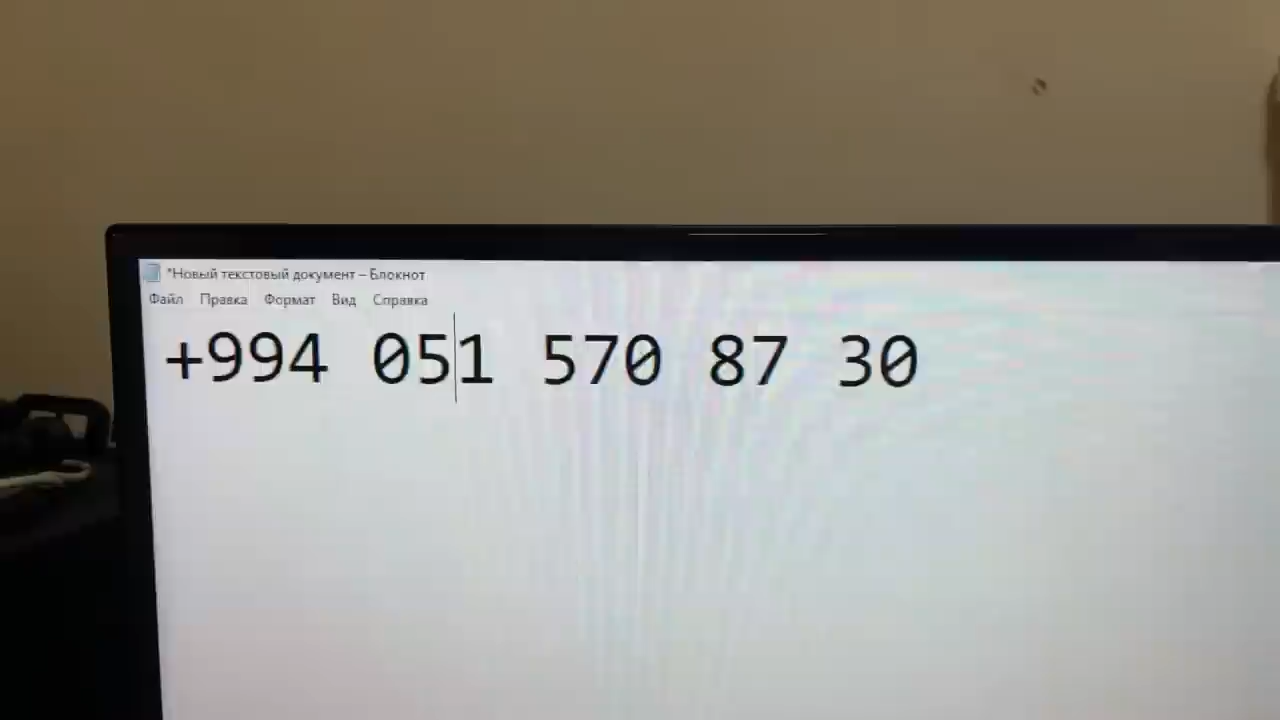 *Новый текстовый документ – Блокнот
Файл Правка Формат Вид Справка
+994 051 570 87 30